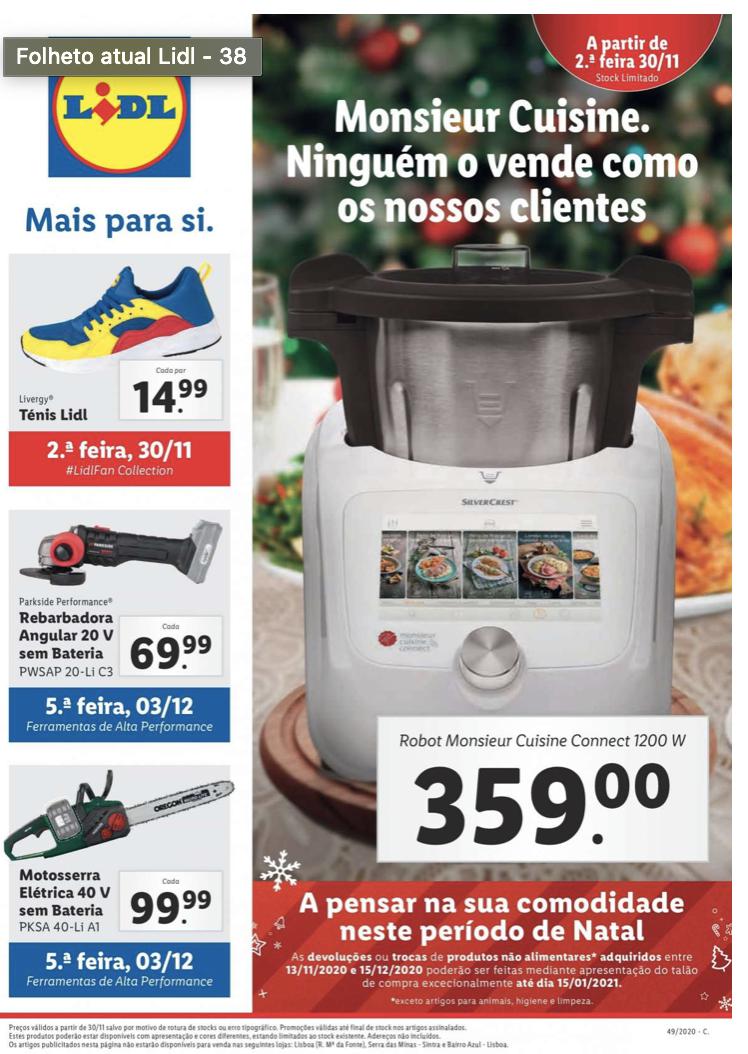 Folheto atual Lidl - 38
LIDL
Mais para si.
Livergy®
Ténis Lidl
Cada par
14.99
2.ª feira, 30/11
#LidlFan Collection
Parkside Performance®
Rebarbadora
Angular 20 V
sem Bateria
PWSAP 20-Li C3
Cada
69.99
5.ª feira, 03/12
Ferramentas de Alta Performance
OREGON
Motosserra
Elétrica 40 V
sem Bateria
PKSA 40-Li A1
Cada
99.99
5.ª feira, 03/12
Ferramentas de Alta Performance
A partir de
2.ª feira 30/11
Stock Limitado
Monsieur Cuisine.
Ninguém o vende como
os nossos clientes
SILVERCREST
monsieur
cuisine
connect
Robot Monsieur Cuisine Connect 1200 W
359.00
A pensar na sua comodidade
neste período de Natal
As devoluções ou trocas de produtos não alimentares* adquiridos entre
13/11/2020 e 15/12/2020 poderão ser feitas mediante apresentação do talão
de compra excecionalmente até dia 15/01/2021.
*exceto artigos para animais, higiene e limpeza.
Preços válidos a partir de 30/11 salvo por motivo de rotura de stocks ou erro tipográfico. Promoções válidas até final de stock nos artigos assinalados.
Estes produtos poderão estar disponíveis com apresentação e cores diferentes, estando limitados ao stock existente. Adereços não incluídos.
Os artigos publicitados nesta página não estarão disponíveis para venda nas seguintes lojas: Lisboa (R. Mª da Fonte), Serra das Minas - Sintra e Bairro Azul - Lisboa.
49/2020 - C.